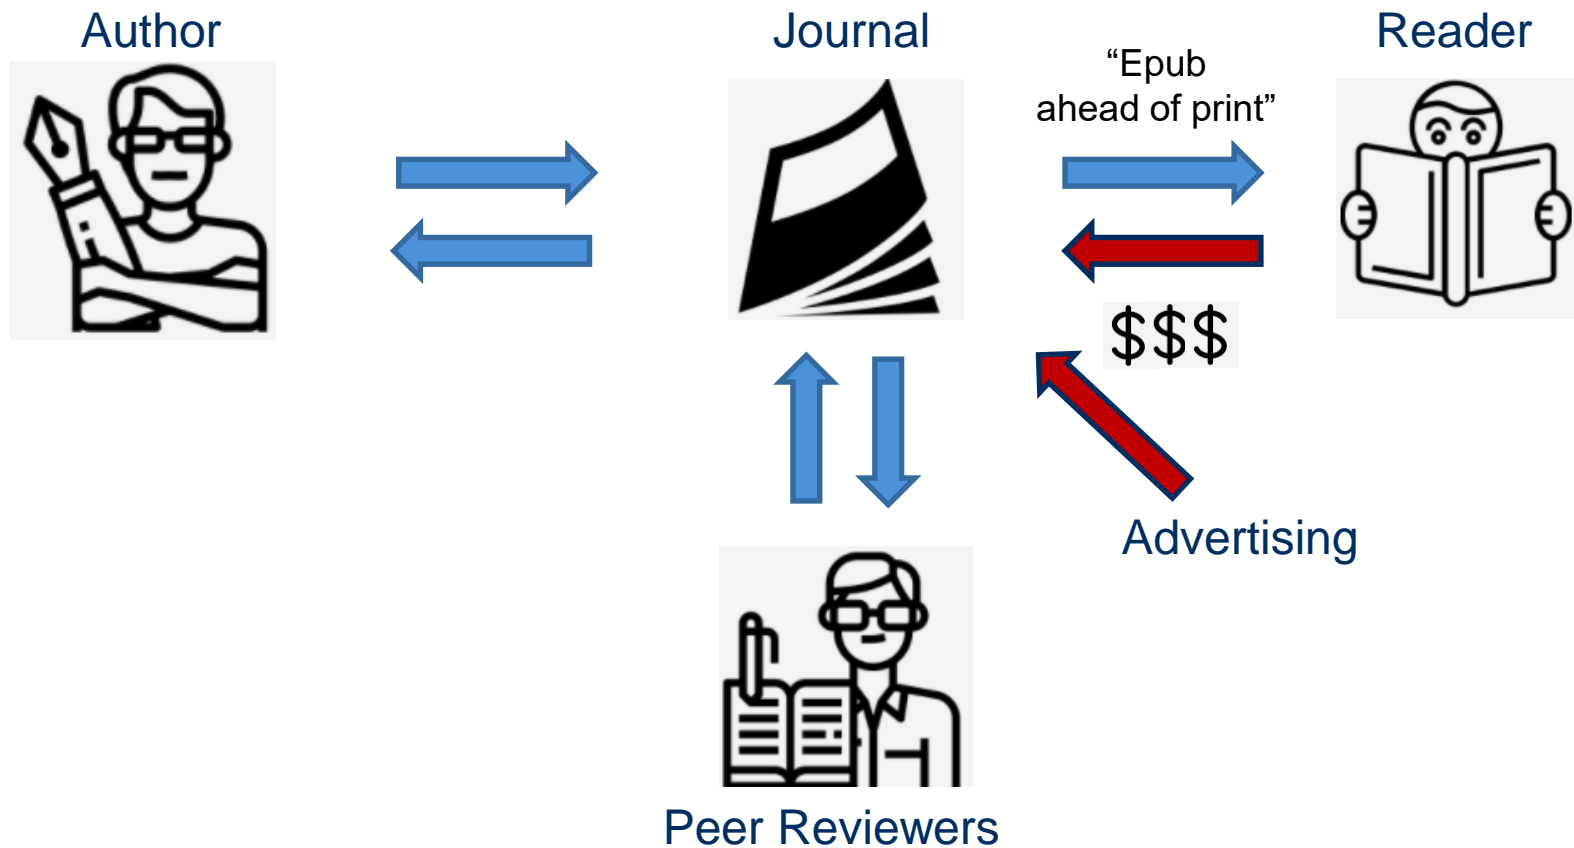 Author
Journal
Reader
“Epub
ahead of print”
$$$
Advertising
Peer Reviewers